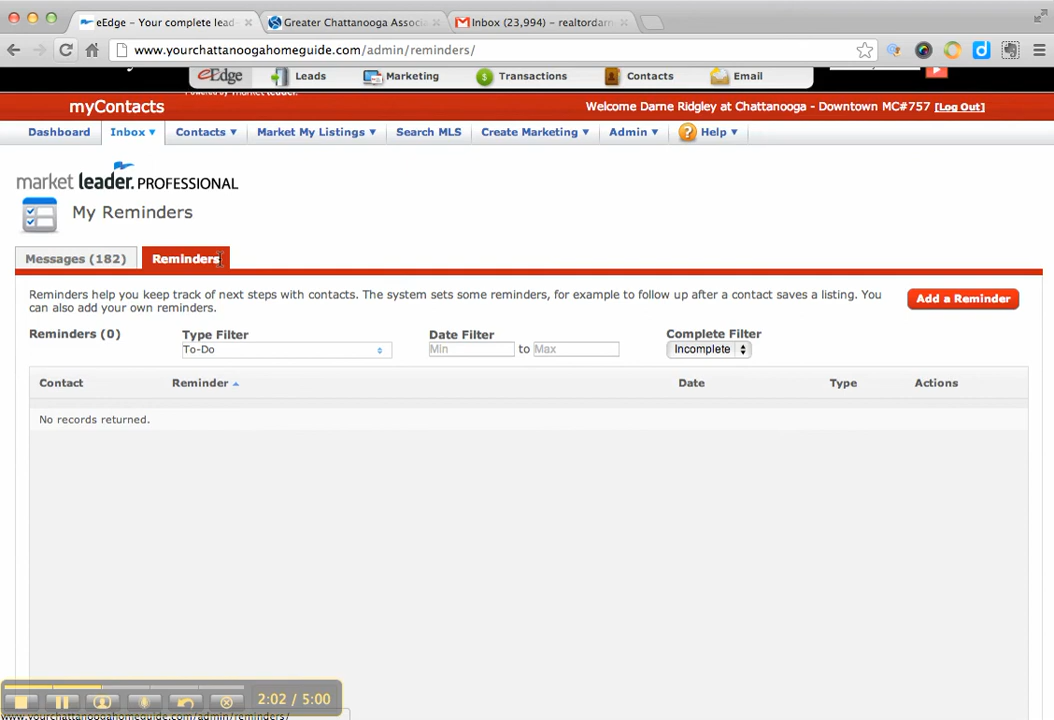 eEdge – Your complete lead
Greater Chattanooga Associ
Inbox (23,994) – realtordarn
www.yourchattanoogahomeguide.com/admin/reminders/
eEdge Leads Marketing Transactions Contacts Email
myContacts
Welcome Darne Ridgley at Chattanooga - Downtown MC#757 [Log Out]
Dashboard Inbox Contacts Market My Listings Search MLS Create Marketing Admin Help
market leader. PROFESSIONAL
My Reminders
Messages (182) Reminders
Reminders help you keep track of next steps with contacts. The system sets some reminders, for example to follow up after a contact saves a listing. You
can also add your own reminders.
Add a Reminder
Reminders (0) Type Filter Date Filter Complete Filter
To-Do Min to Max Incomplete
Contact Reminder Date Type Actions
No records returned.
2:02 / 5:00
www.yourchattanoogahomeguide.com/admin/reminders/